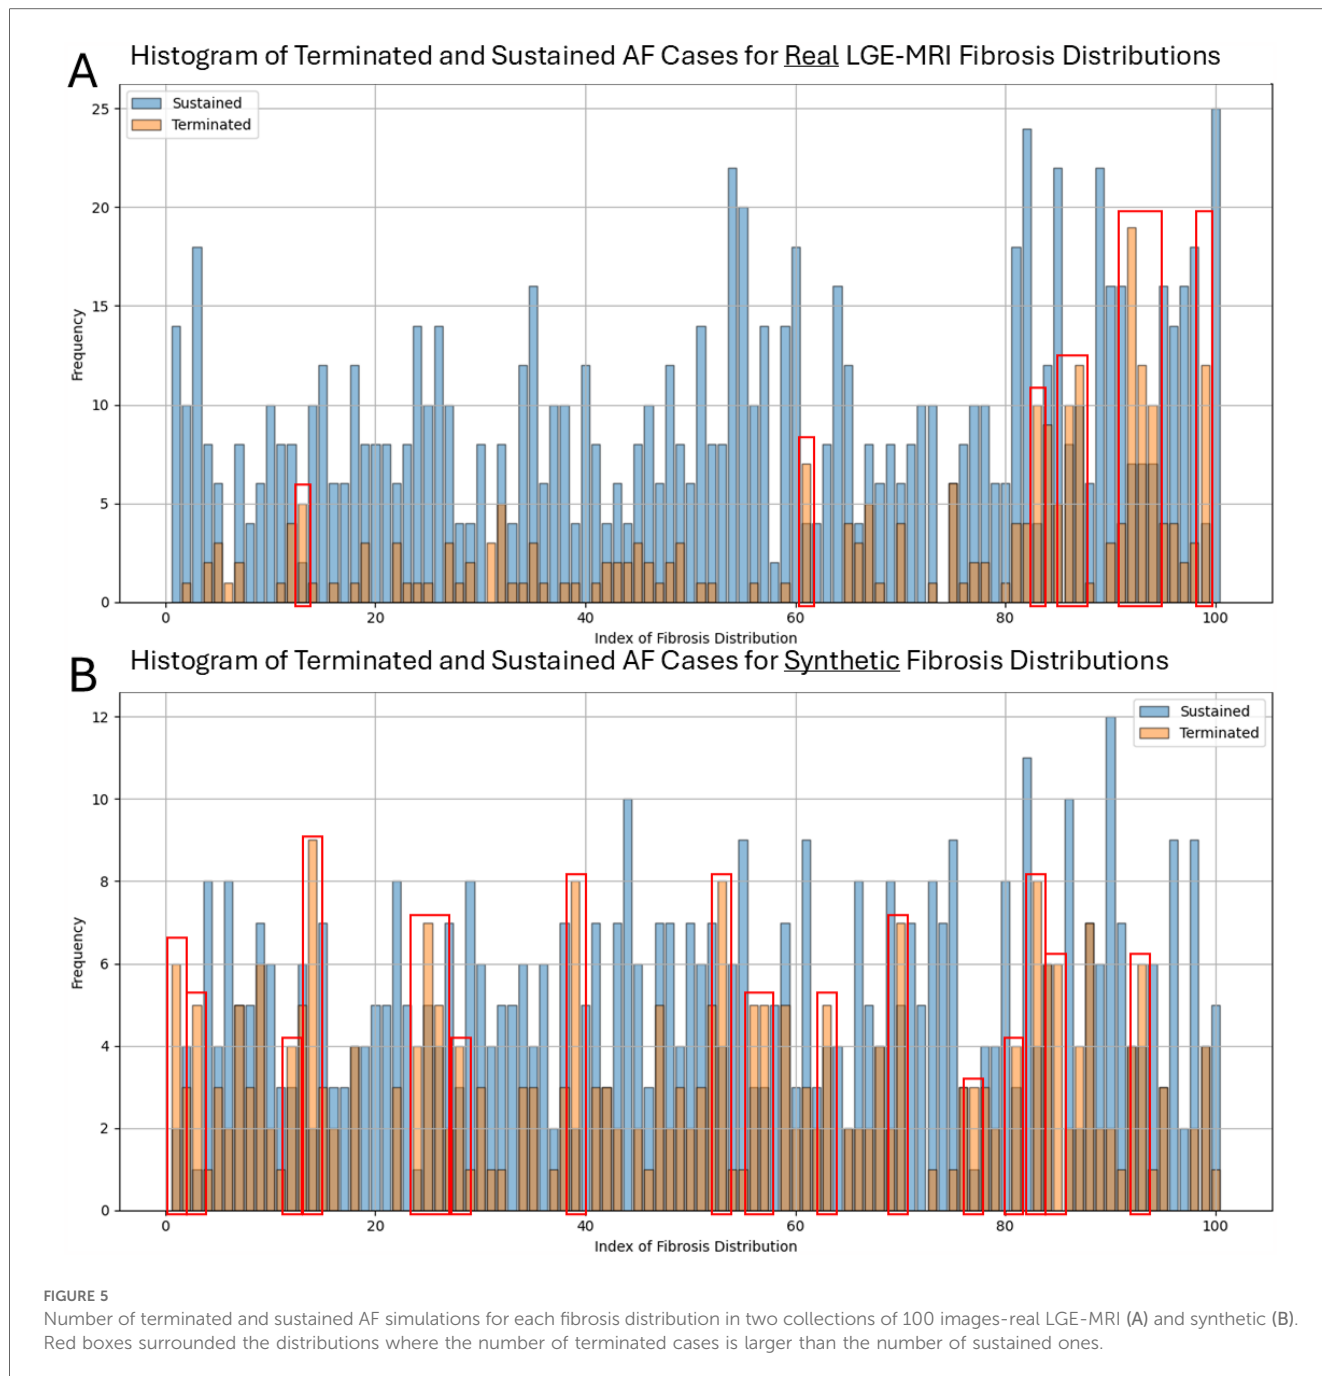 A
Histogram of Terminated and Sustained AF Cases for Real LGE-MRI Fibrosis Distributions
Sustained
Terminated
25
20
15
10
5
0
Frequency
0 20 40 60 80 100
Index of Fibrosis Distribution
B
Histogram of Terminated and Sustained AF Cases for Synthetic Fibrosis Distributions
Sustained
Terminated
12
10
8
6
4
2
0
Frequency
0 20 40 60 80 100
Index of Fibrosis Distribution
FIGURE 5
Number of terminated and sustained AF simulations for each fibrosis distribution in two collections of 100 images-real LGE-MRI (A) and synthetic (B).
Red boxes surrounded the distributions where the number of terminated cases is larger than the number of sustained ones.